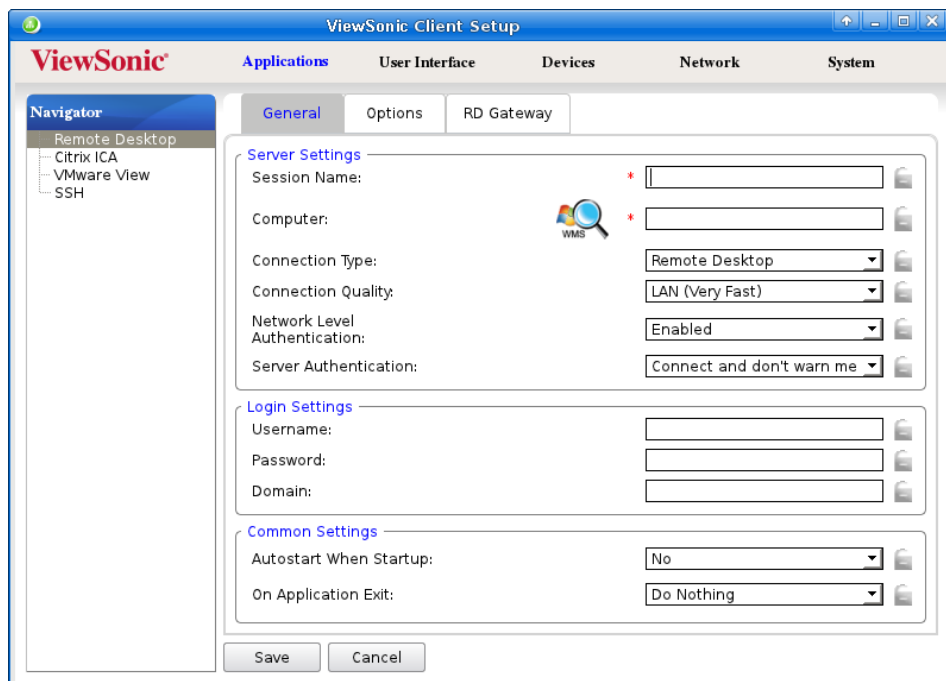 ViewSonic Client Setup
ViewSonic®
Applications User Interface Devices Network System
Navigator
Remote Desktop
Citrix ICA
VMware View
SSH
General Options RD Gateway
Server Settings
Session Name: *
Computer: WMS *
Connection Type: Remote Desktop
Connection Quality: LAN (Very Fast)
Network Level
Authentication: Enabled
Server Authentication: Connect and don't warn me
Login Settings
Username:
Password:
Domain:
Common Settings
Autostart When Startup: No
On Application Exit: Do Nothing
Save Cancel